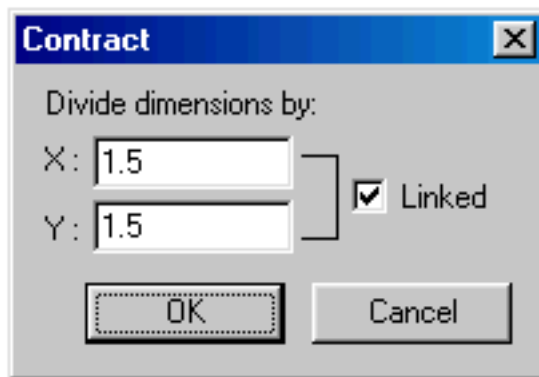 Contract
Divide dimensions by:
X: 1.5
Linked
Y: 1.5
OK Cancel